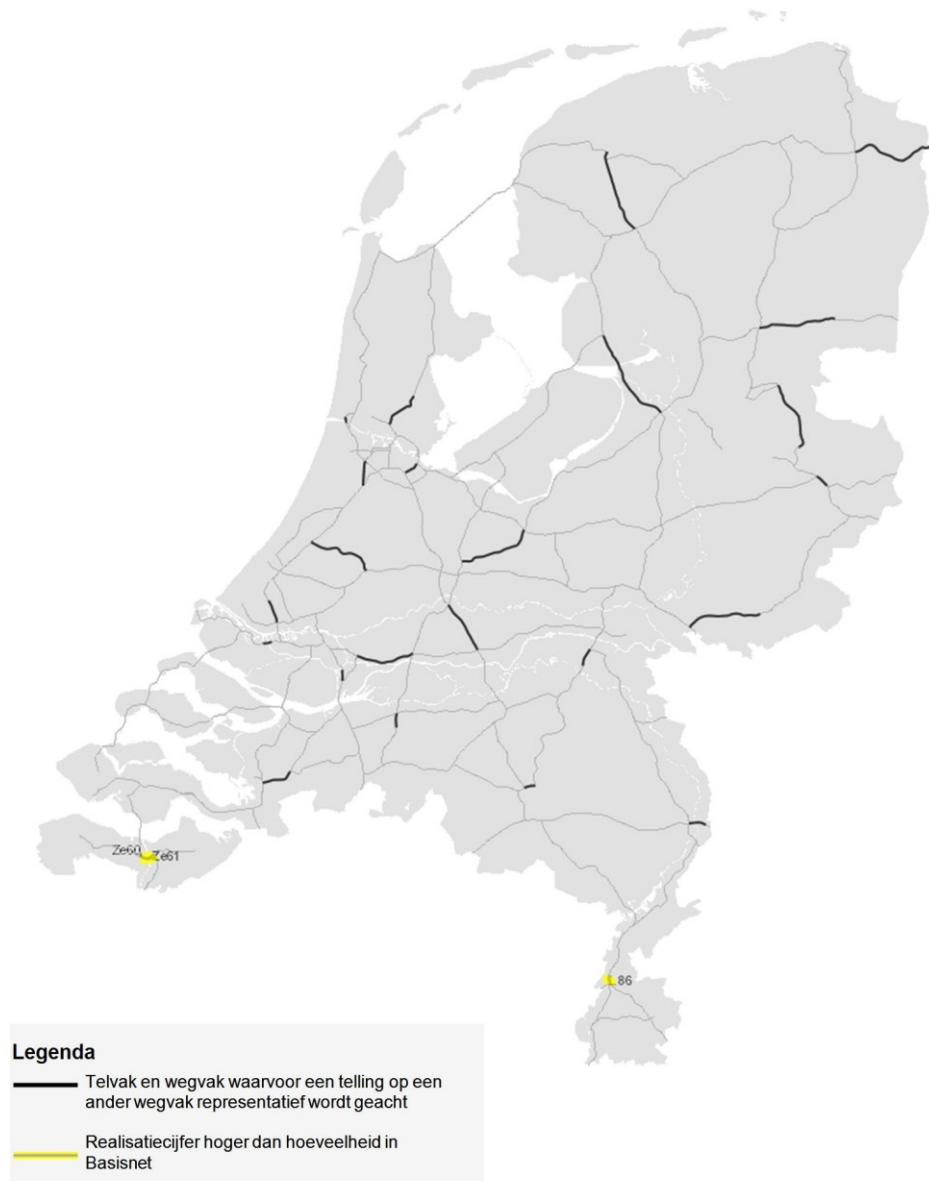 Ze60
Ze61
L86
Legenda
Telvak en wegvak waarvoor een telling op een
ander wegvak representatief wordt geacht
Realisatiecijfer hoger dan hoeveelheid in
Basisnet